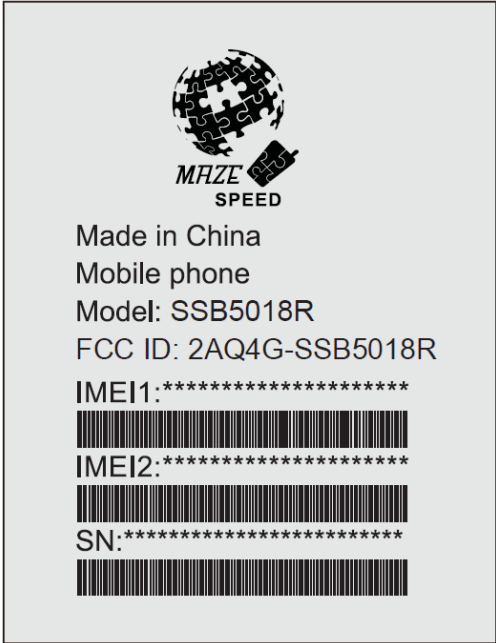 MAZE
SPEED
Made in China
Mobile phone
Model: SSB5018R
FCC ID: 2AQ4G-SSB5018R
IMEI1:*********************
IMEI2:*********************
SN:************************